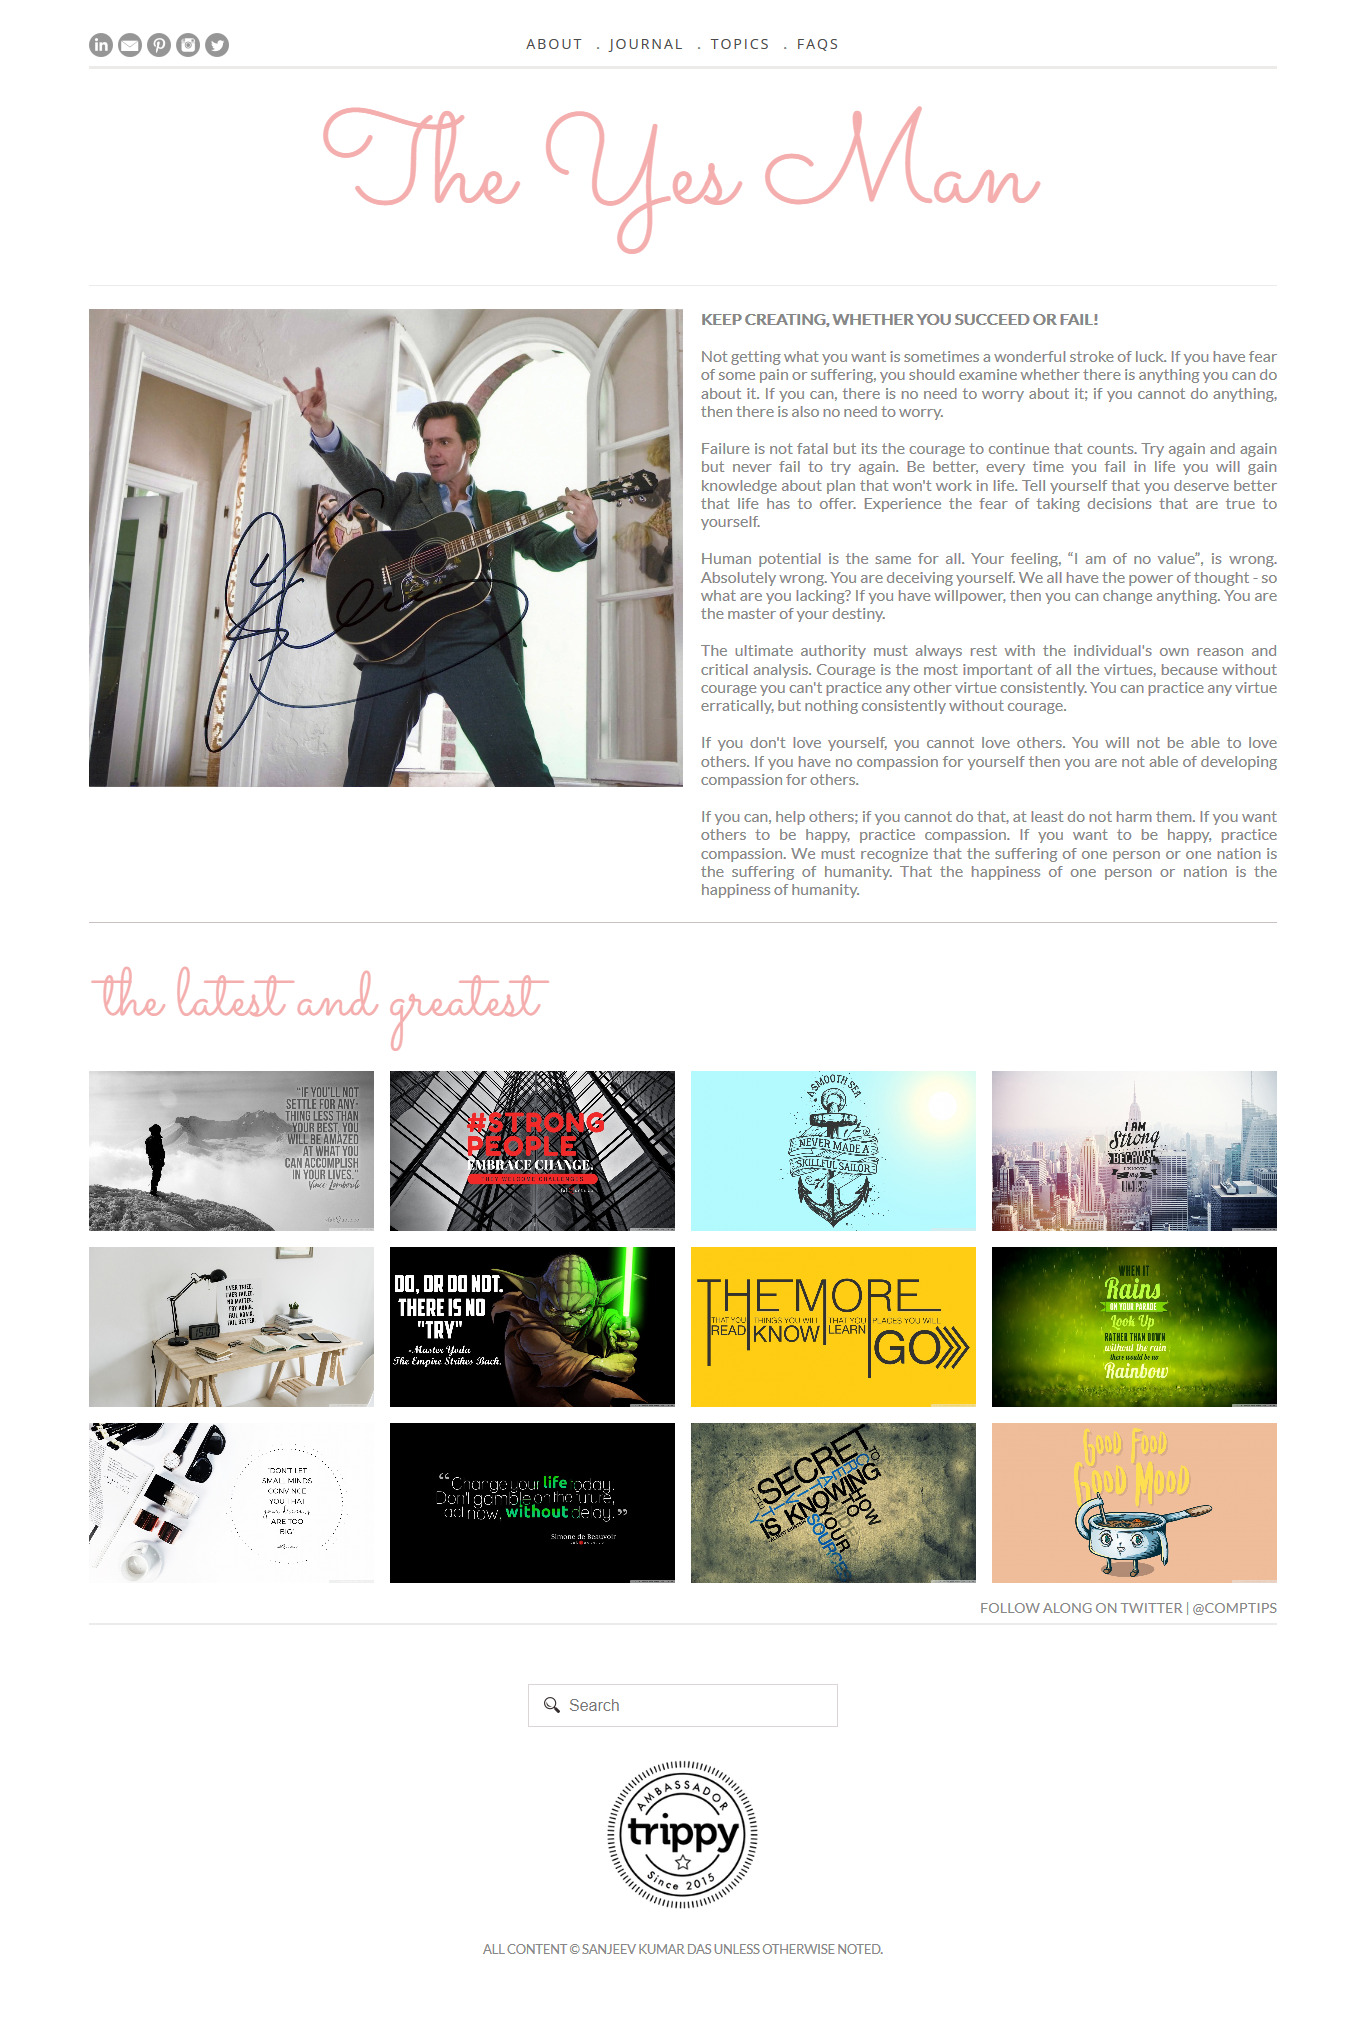 ABOUT . JOURNAL . TOPICS . FAQS
The Yes Man
KEEP CREATING, WHETHER YOU SUCCEED OR FAIL!
Not getting what you want is sometimes a wonderful stroke of luck. If you have fear
of some pain or suffering, you should examine whether there is anything you can do
about it. If you can, there is no need to worry about it; if you cannot do anything,
then there is also no need to worry.
Failure is not fatal but its the courage to continue that counts. Try again and again
but never fail to try again. Be better, every time you fail in life you will gain
knowledge about plan that won't work in life. Tell yourself that you deserve better
that life has to offer. Experience the fear of taking decisions that are true to
yourself.
Human potential is the same for all. Your feeling, “I am of no value”, is wrong.
Absolutely wrong. You are deceiving yourself. We all have the power of thought - so
what are you lacking? If you have willpower, then you can change anything. You are
the master of your destiny.
The ultimate authority must always rest with the individual's own reason and
critical analysis. Courage is the most important of all the virtues, because without
courage you can't practice any other virtue consistently. You can practice any virtue
erratically, but nothing consistently without courage.
If you don't love yourself, you cannot love others. You will not be able to love
others. If you have no compassion for yourself then you are not able of developing
compassion for others.
If you can, help others; if you cannot do that, at least do not harm them. If you want
others to be happy, practice compassion. If you want to be happy, practice
compassion. We must recognize that the suffering of one person or one nation is
the suffering of humanity. That the happiness of one person or nation is the
happiness of humanity.
the latest and greatest
"IF YOU'LL NOT
SETTLE FOR ANY-
THING LESS THAN
YOUR BEST, YOU
WILL BE AMAZED
AT WHAT YOU
CAN ACCOMPLISH
IN YOUR LIVES."
Vince Lombardi
#STRONG
PEOPLE
EMBRACE CHANGE.
THEY WELCOME CHALLENGES
A SMOOTH SEA
NEVER MADE A
SKILLFUL SAILOR
I AM
Strong
BECAUSE
EVER TRIED.
EVER FAILED.
NO MATTER.
TRY AGAIN.
FAIL AGAIN.
FAIL BETTER.
DO, OR DO NOT.
THERE IS NO
"TRY"
-Master Yoda
The Empire Strikes Back.
THE MORE
THAT YOU THINGS YOU WILL THAT YOU PLACES YOU WILL
READ KNOW LEARN GO
WHEN IT
Rains
ON YOUR PARADE
Look Up
RATHER THAN DOWN
without the rain
there would be no
Rainbow
"DON'T LET
SMALL MINDS
CONVINCE
YOU THAT
your dreams
ARE TOO
BIG"
“Change your life today.
Don't gamble on the future,
act now, without delay.”
Simone de Beauvoir
THE SECRET TO
CREATIVITY
IS KNOWING
HOW TO
YOUR
SOURCES
GOOD FOOD
GOOD MOOD
FOLLOW ALONG ON TWITTER | @COMPTIPS
Search
AMBASSADOR
trippy
Since 2015
ALL CONTENT © SANJEEV KUMAR DAS UNLESS OTHERWISE NOTED.